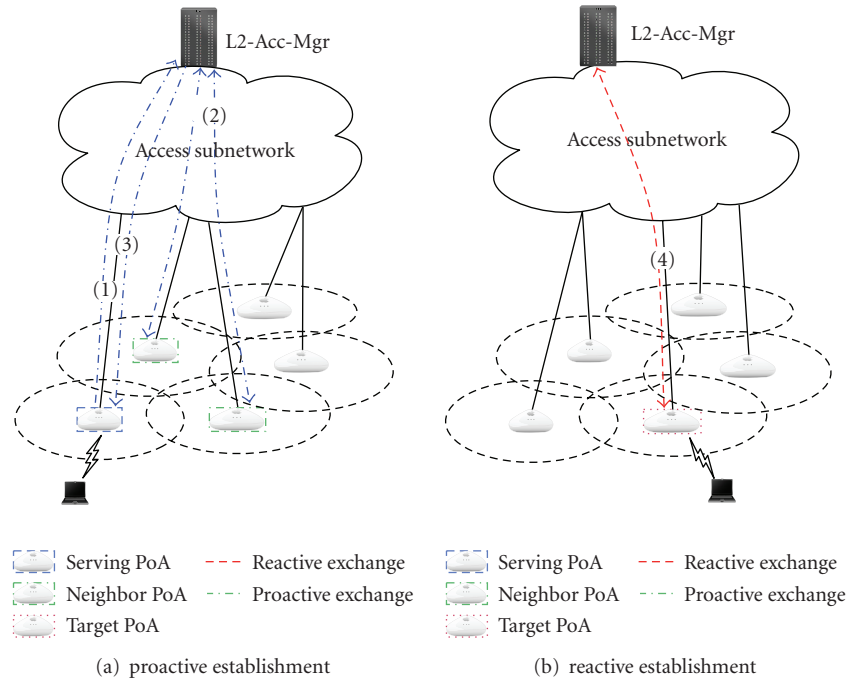 L2-Acc-Mgr
(2)
Access subnetwork
(3)
(1)
Serving PoA
Neighbor PoA
Target PoA
Reactive exchange
Proactive exchange
(a) proactive establishment
L2-Acc-Mgr
Access subnetwork
(4)
Serving PoA
Neighbor PoA
Target PoA
Reactive exchange
Proactive exchange
(b) reactive establishment